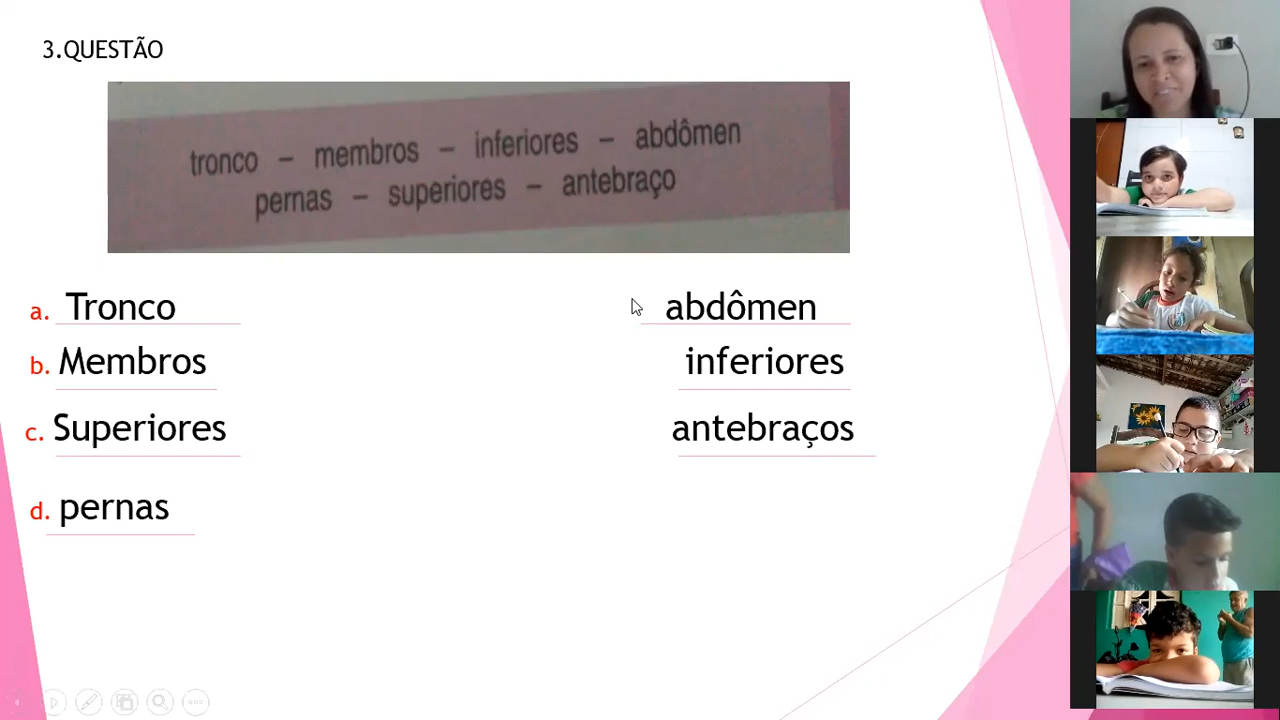 3.QUESTÃO
tronco – membros – inferiores – abdômen
pernas – superiores – antebraço
a. Tronco abdômen
b. Membros inferiores
c. Superiores antebraços
d. pernas